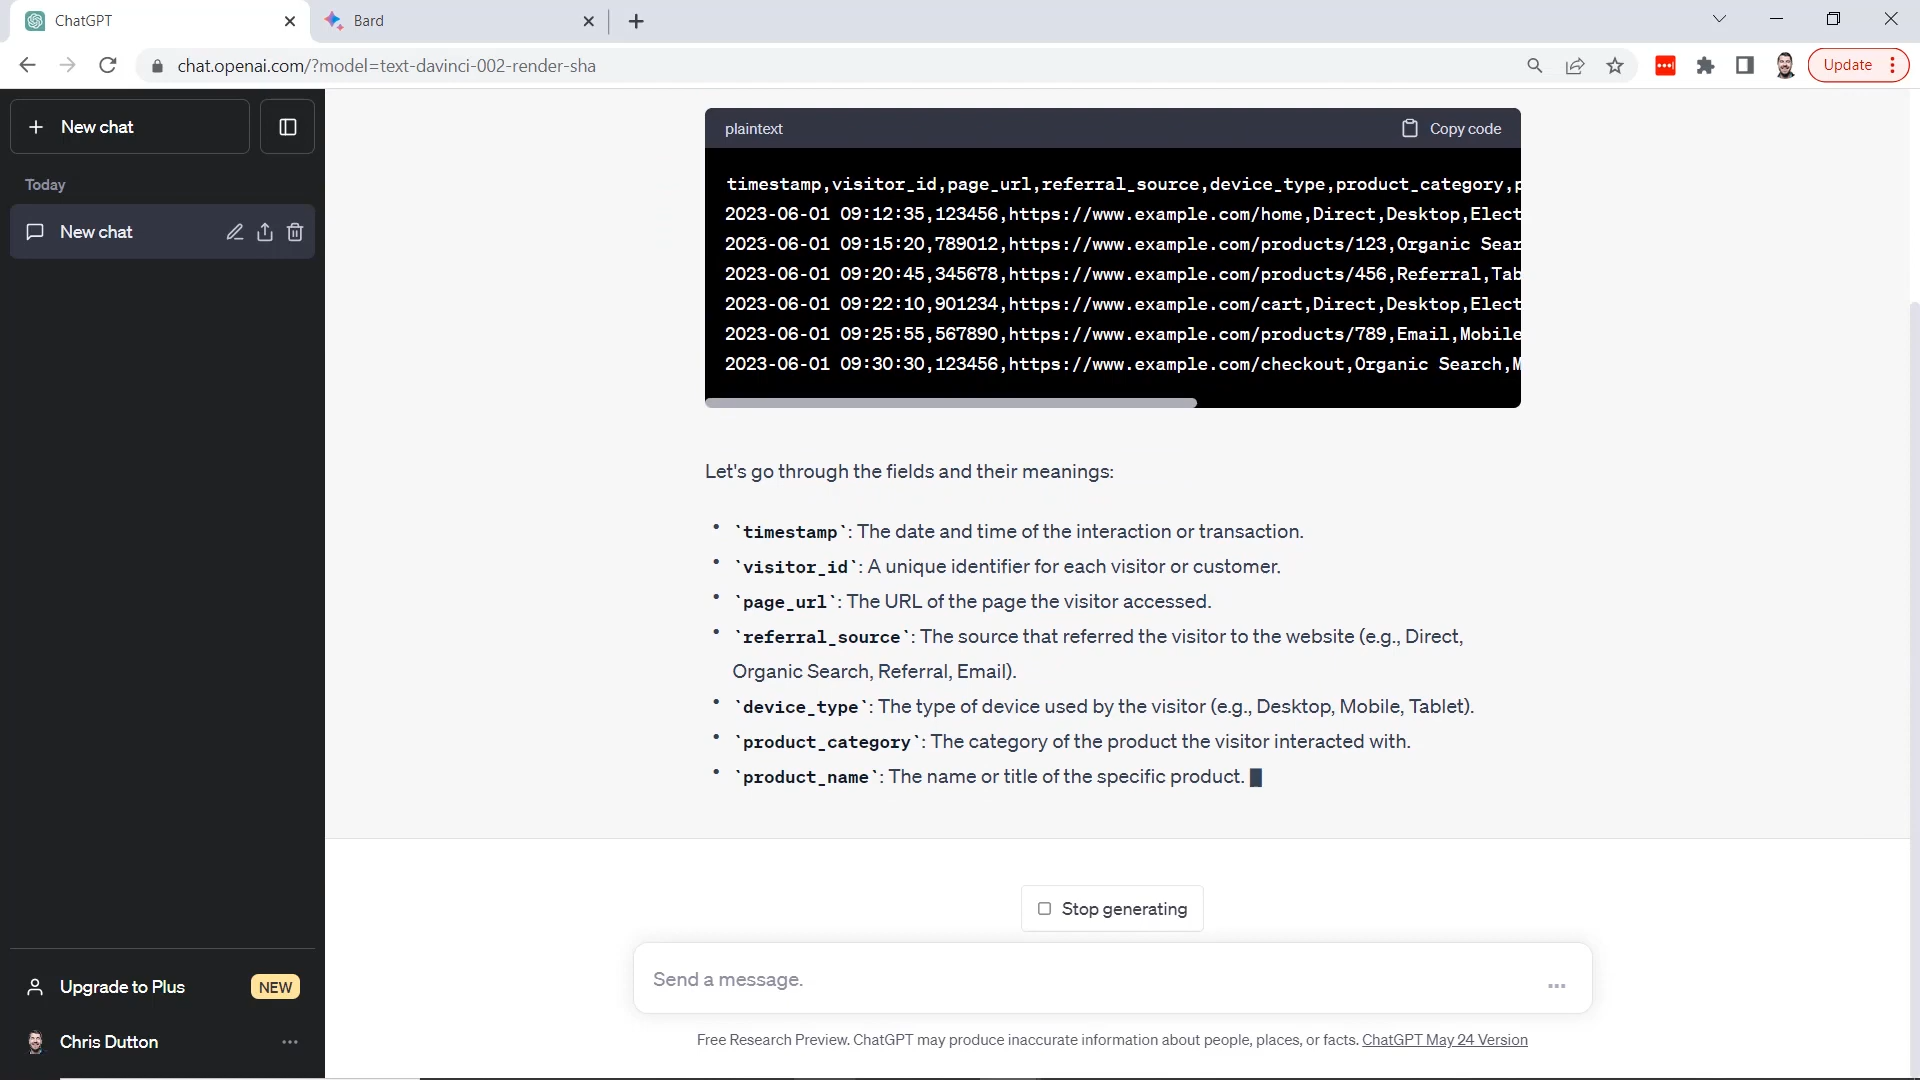 ChatGPT
Bard
chat.openai.com/?model=text-davinci-002-render-sha
Update
New chat
Today
New chat
plaintext
Copy code
timestamp,visitor_id,page_url,referral_source,device_type,product_category,p
2023-06-01 09:12:35,123456,https://www.example.com/home,Direct,Desktop,Elect
2023-06-01 09:15:20,789012,https://www.example.com/products/123,Organic Sear
2023-06-01 09:20:45,345678,https://www.example.com/products/456,Referral,Tab
2023-06-01 09:22:10,901234,https://www.example.com/cart,Direct,Desktop,Elect
2023-06-01 09:25:55,567890,https://www.example.com/products/789,Email,Mobile
2023-06-01 09:30:30,123456,https://www.example.com/checkout,Organic Search,M
Let's go through the fields and their meanings:
• `timestamp`: The date and time of the interaction or transaction.
• `visitor_id`: A unique identifier for each visitor or customer.
• `page_url`: The URL of the page the visitor accessed.
• `referral_source`: The source that referred the visitor to the website (e.g., Direct,
Organic Search, Referral, Email).
• `device_type`: The type of device used by the visitor (e.g., Desktop, Mobile, Tablet).
• `product_category`: The category of the product the visitor interacted with.
• `product_name`: The name or title of the specific product.
Stop generating
Send a message.
Upgrade to Plus
NEW
Chris Dutton
Free Research Preview. ChatGPT may produce inaccurate information about people, places, or facts. ChatGPT May 24 Version